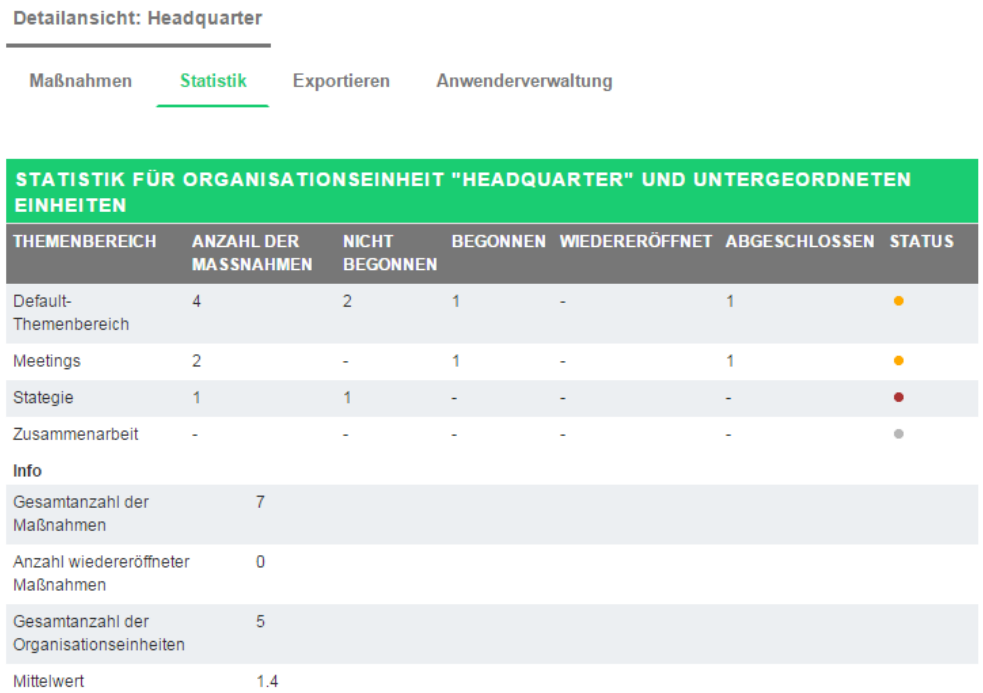 Detailansicht: Headquarter
Maßnahmen Statistik Exportieren Anwenderverwaltung
STATISTIK FÜR ORGANISATIONSEINHEIT "HEADQUARTER" UND UNTERGEORDNETEN
EINHEITEN
THEMENBEREICH ANZAHL DER NICHT BEGONNEN WIEDERERÖFFNET ABGESCHLOSSEN STATUS
MASSNAHMEN BEGONNEN
Default- 4 2 1 - 1
Themenbereich
Meetings 2 - 1 - 1
Stategie 1 1 - - -
Zusammenarbeit - - - - -
Info
Gesamtanzahl der 7
Maßnahmen
Anzahl wiedereröffneter 0
Maßnahmen
Gesamtanzahl der 5
Organisationseinheiten
Mittelwert 1.4